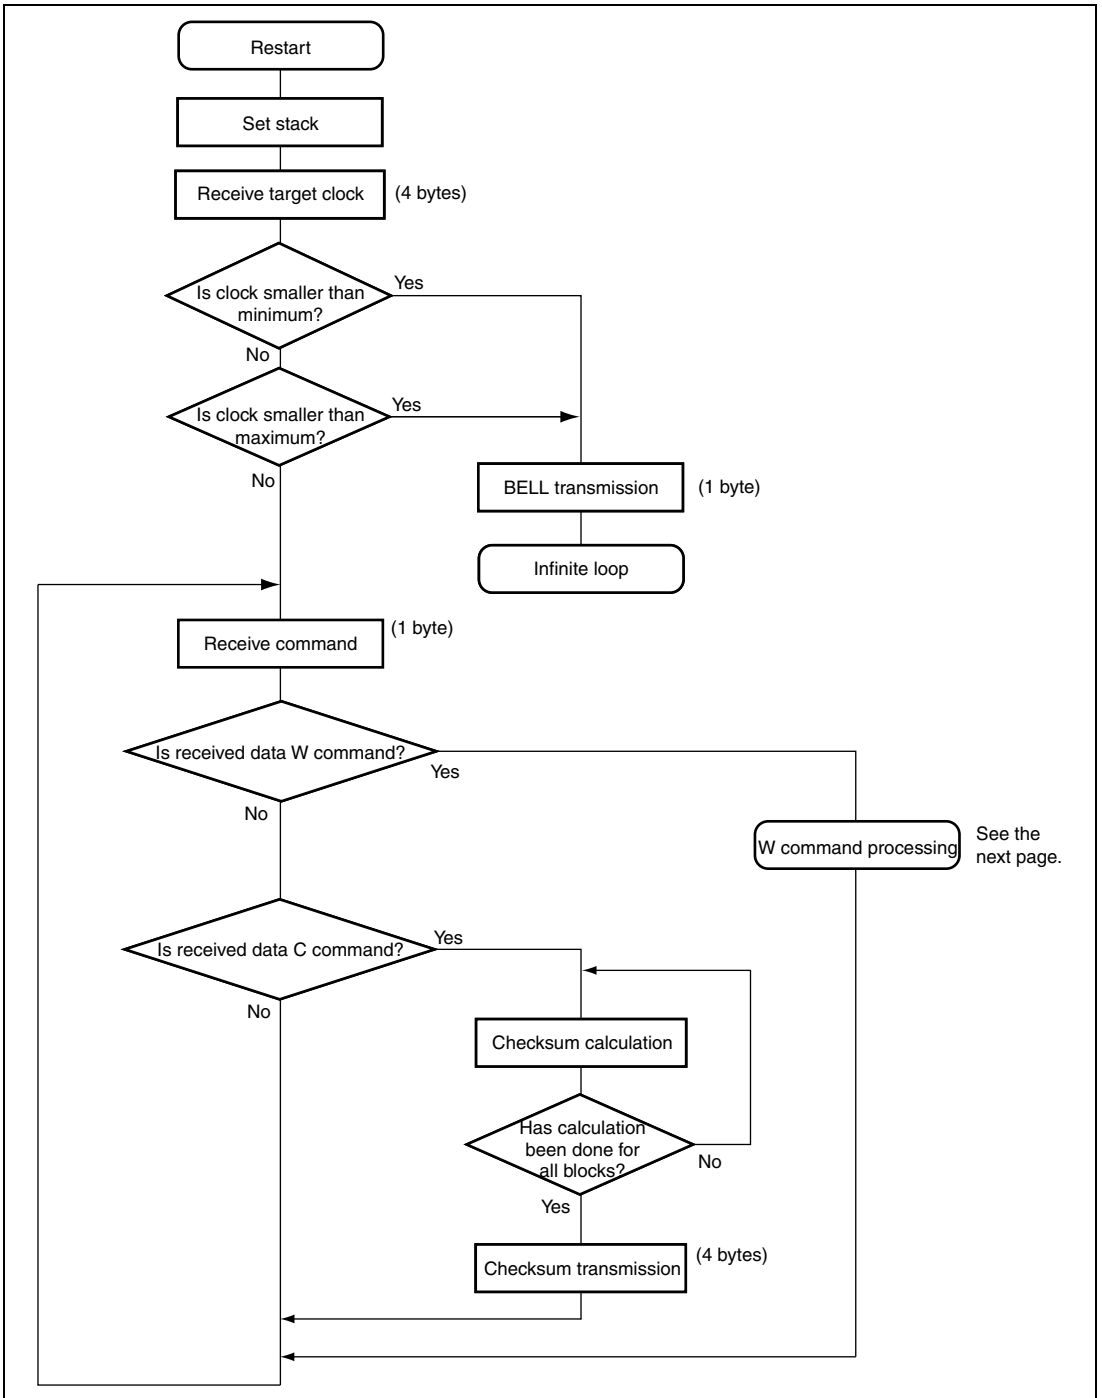 Restart
Set stack
Receive target clock
(4 bytes)
Is clock smaller than
minimum?
Yes
No
Is clock smaller than
maximum?
Yes
No
BELL transmission
(1 byte)
Infinite loop
Receive command
(1 byte)
Is received data W command?
Yes
No
W command processing
See the
next page.
Is received data C command?
Yes
No
Checksum calculation
Has calculation
been done for
all blocks?
No
Yes
Checksum transmission
(4 bytes)